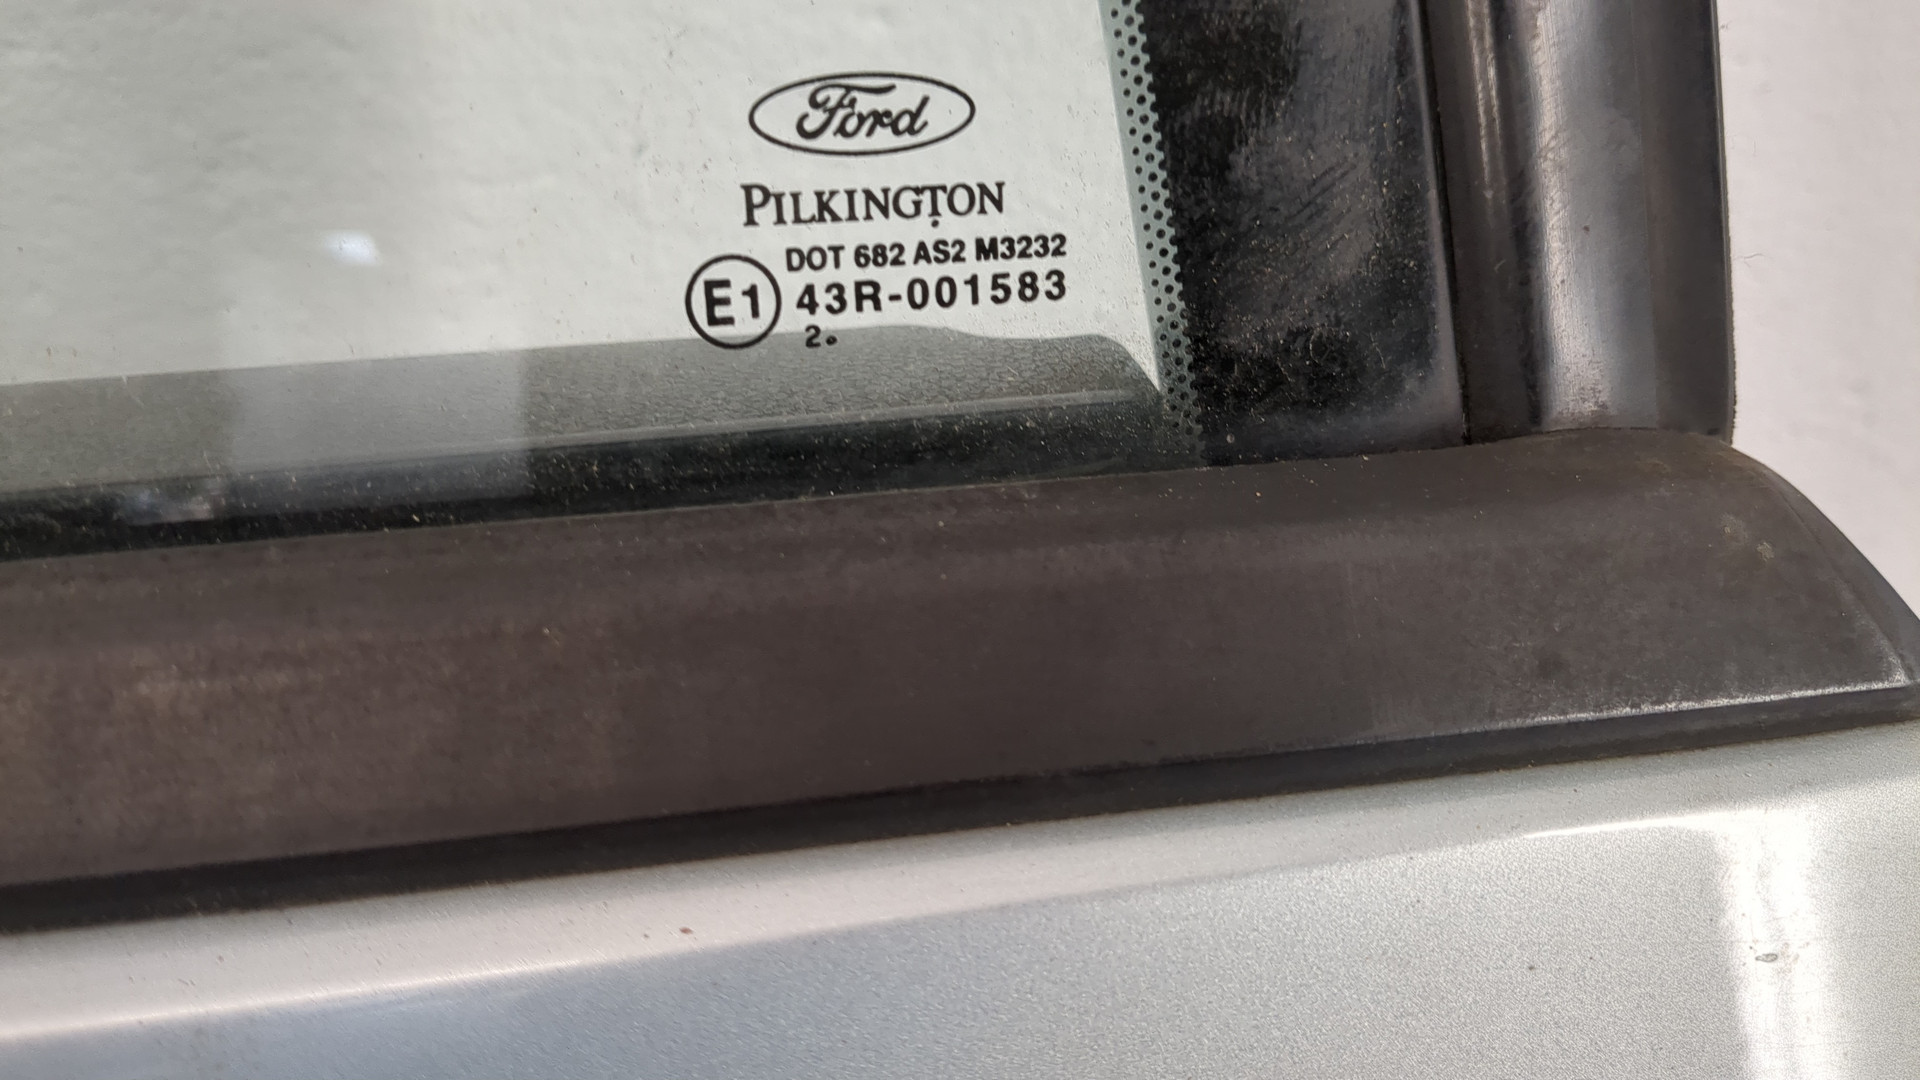 Ford
PILKINGTON
DOT 682 AS2 M3232
E1 43R-001583
2.